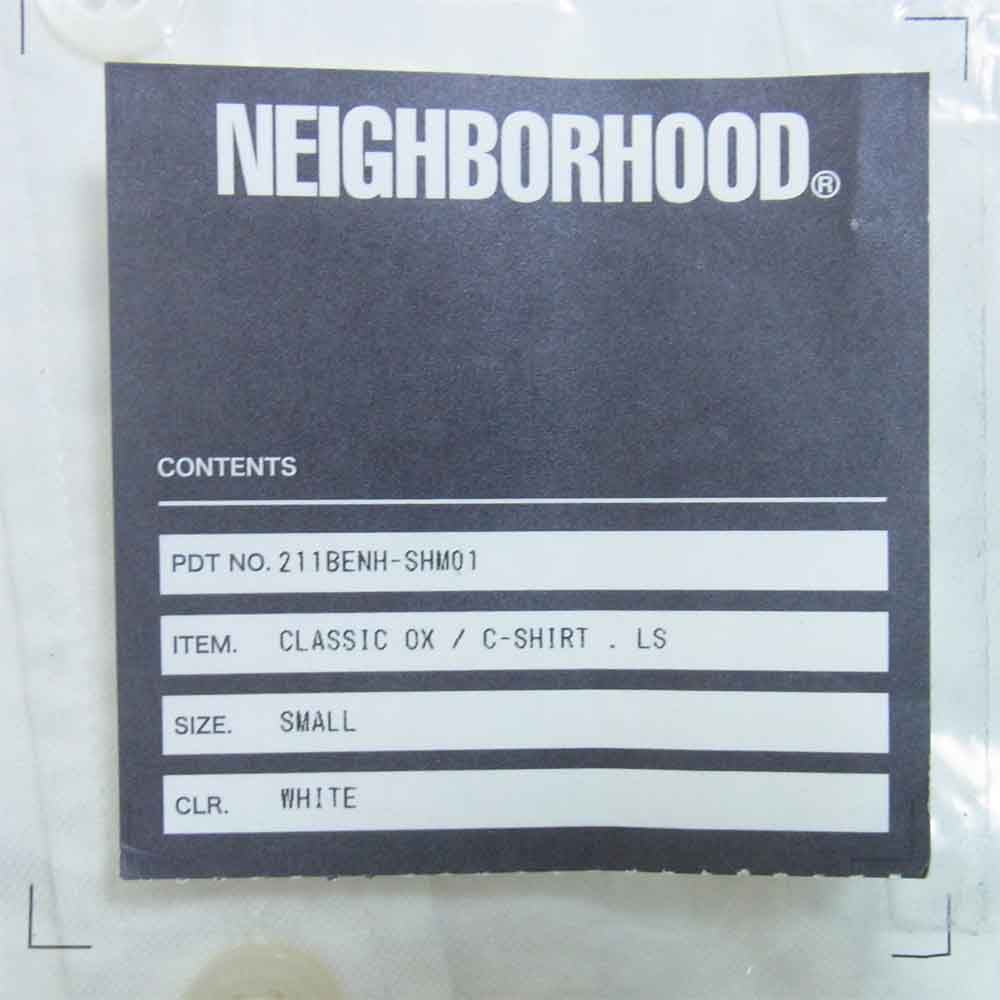 NEIGHBORHOOD®
CONTENTS
PDT NO. 211BENH-SHM01
ITEM. CLASSIC OX / C-SHIRT . LS
SIZE. SMALL
CLR. WHITE